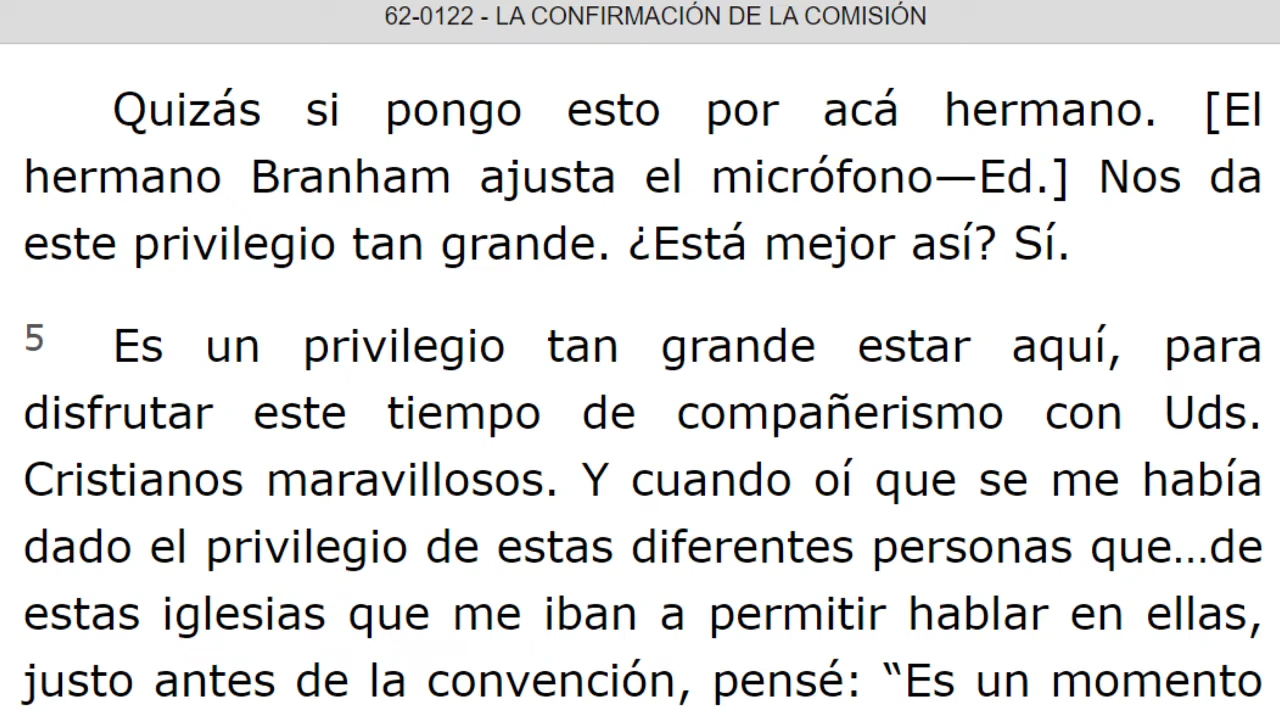 62-0122 - LA CONFIRMACIÓN DE LA COMISIÓN
Quizás si pongo esto por acá hermano. [El
hermano Branham ajusta el micrófono—Ed.] Nos da
este privilegio tan grande. ¿Está mejor así? Sí.
5 Es un privilegio tan grande estar aquí, para
disfrutar este tiempo de compañerismo con Uds.
Cristianos maravillosos. Y cuando oí que se me había
dado el privilegio de estas diferentes personas que…de
estas iglesias que me iban a permitir hablar en ellas,
justo antes de la convención, pensé: “Es un momento